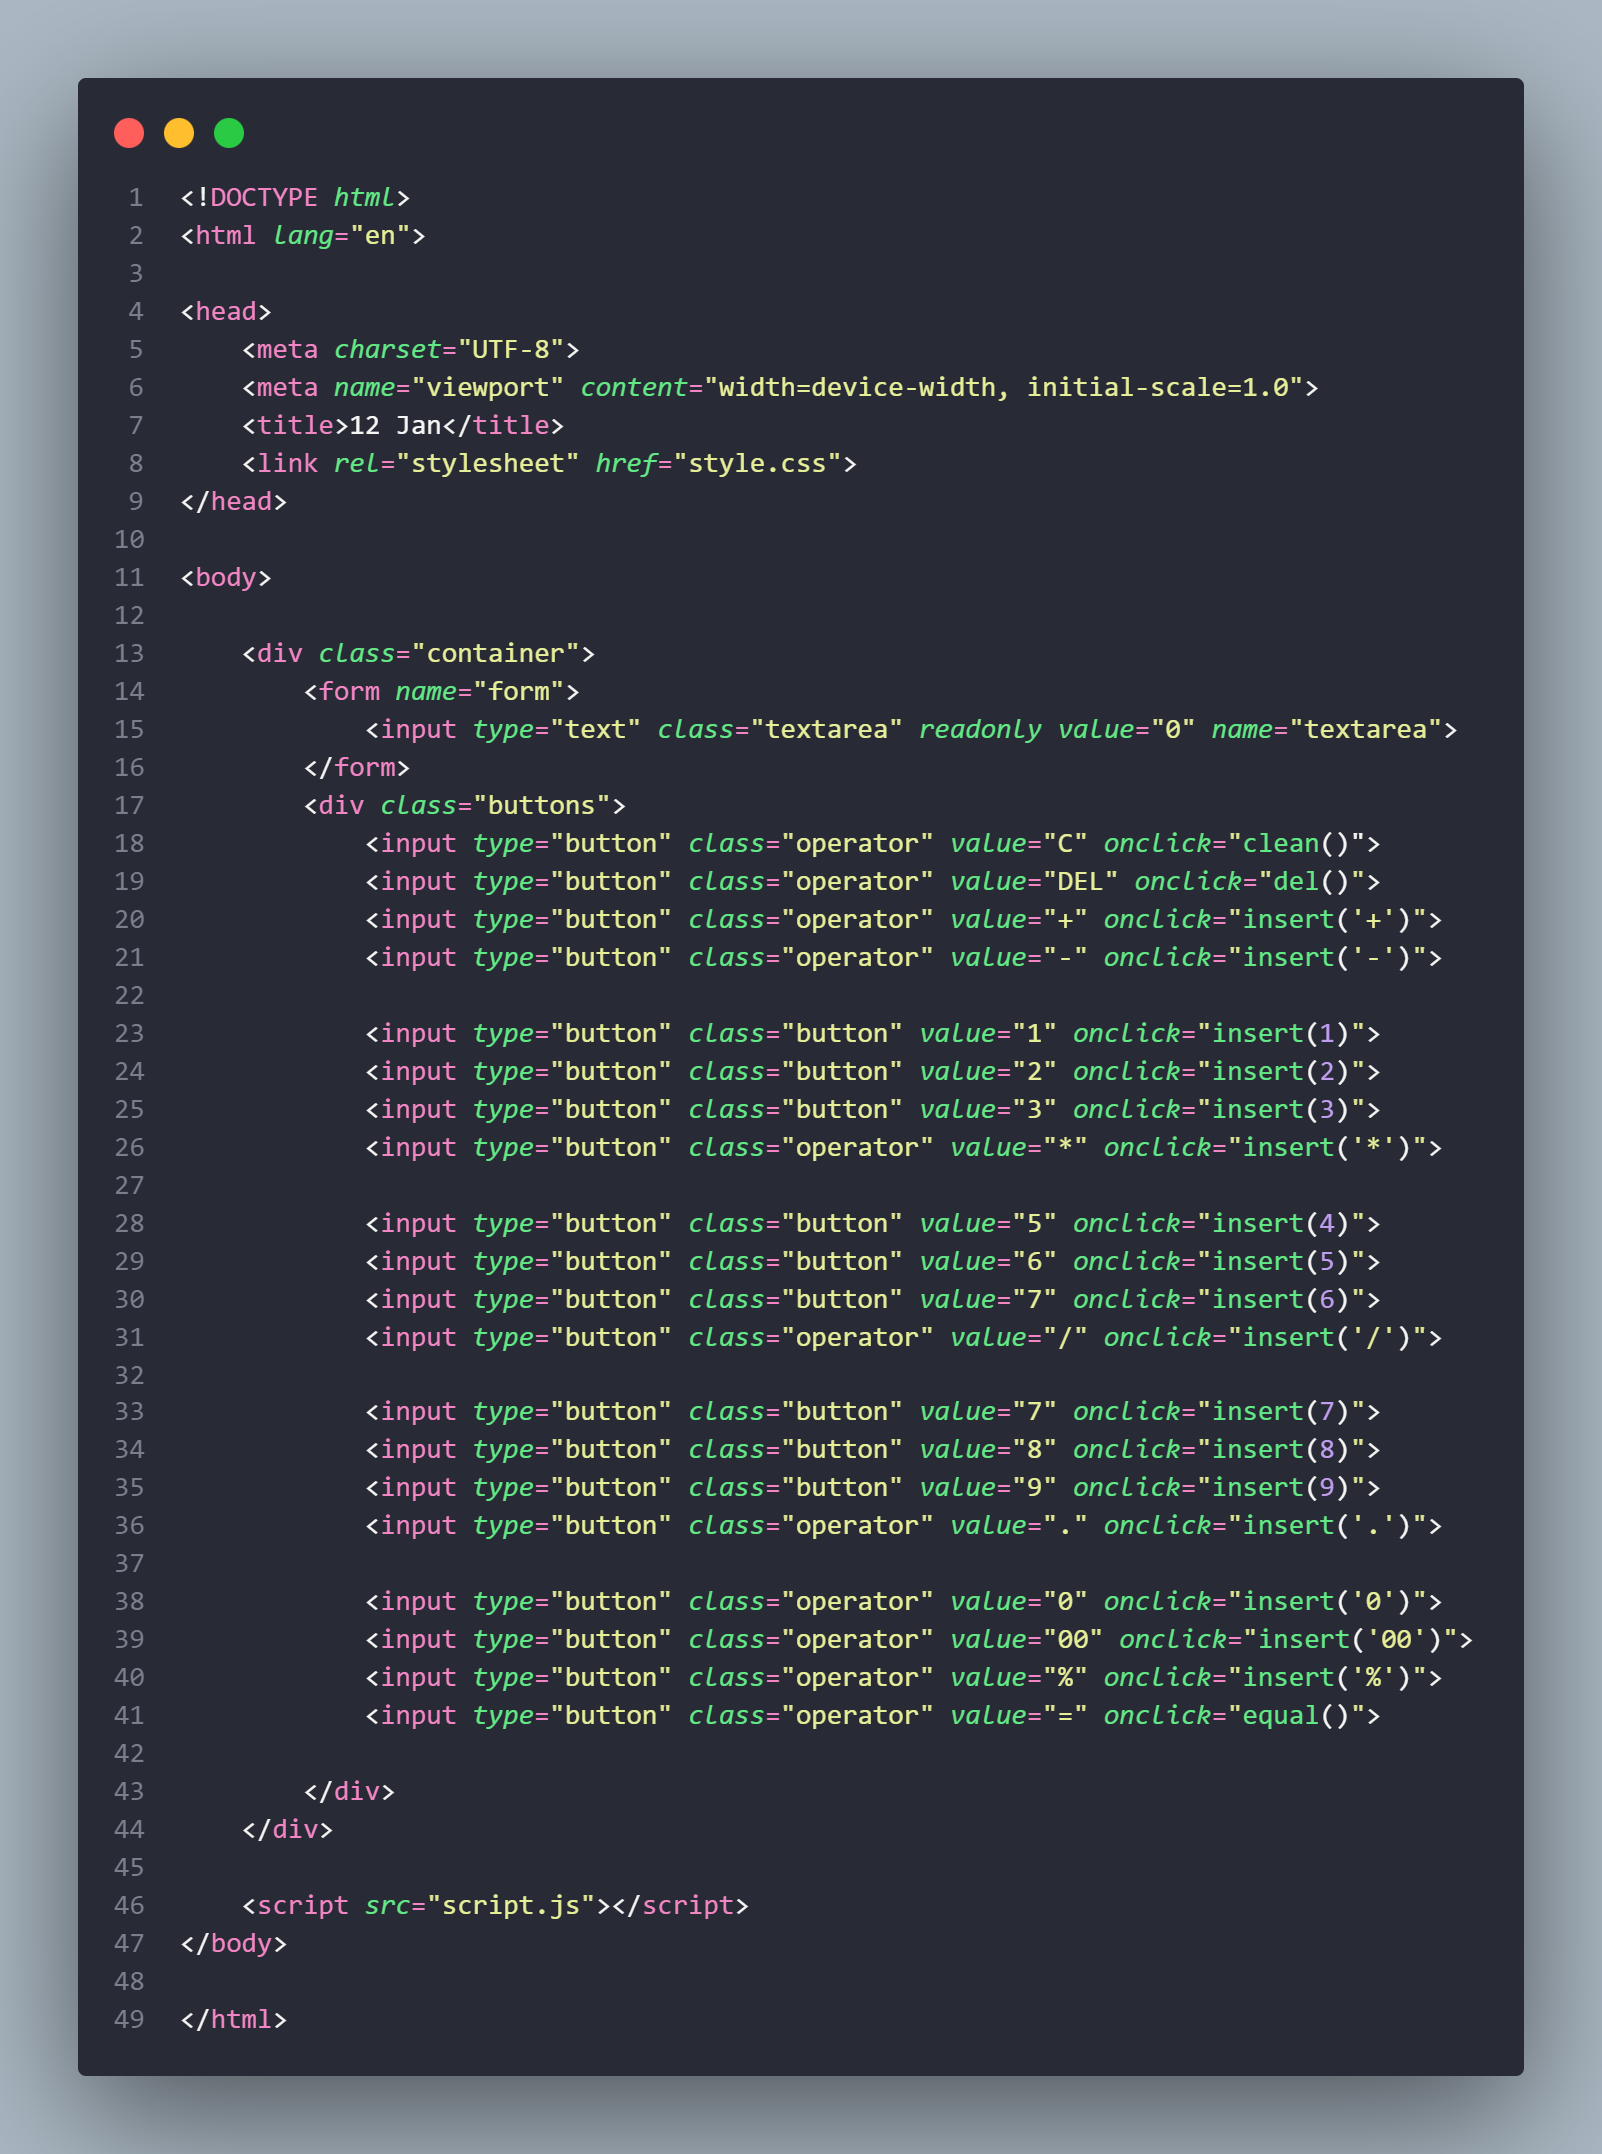 1 <!DOCTYPE html>
2 <html lang="en">
3
4 <head>
5     <meta charset="UTF-8">
6     <meta name="viewport" content="width=device-width, initial-scale=1.0">
7     <title>12 Jan</title>
8     <link rel="stylesheet" href="style.css">
9 </head>
10
11 <body>
12
13     <div class="container">
14         <form name="form">
15             <input type="text" class="textarea" readonly value="0" name="textarea">
16         </form>
17         <div class="buttons">
18             <input type="button" class="operator" value="C" onclick="clean()">
19             <input type="button" class="operator" value="DEL" onclick="del()">
20             <input type="button" class="operator" value="+" onclick="insert('+')">
21             <input type="button" class="operator" value="-" onclick="insert('-')">
22
23             <input type="button" class="button" value="1" onclick="insert(1)">
24             <input type="button" class="button" value="2" onclick="insert(2)">
25             <input type="button" class="button" value="3" onclick="insert(3)">
26             <input type="button" class="operator" value="*" onclick="insert('*')">
27
28             <input type="button" class="button" value="5" onclick="insert(4)">
29             <input type="button" class="button" value="6" onclick="insert(5)">
30             <input type="button" class="button" value="7" onclick="insert(6)">
31             <input type="button" class="operator" value="/" onclick="insert('/')">
32
33             <input type="button" class="button" value="7" onclick="insert(7)">
34             <input type="button" class="button" value="8" onclick="insert(8)">
35             <input type="button" class="button" value="9" onclick="insert(9)">
36             <input type="button" class="operator" value="." onclick="insert('.')">
37
38             <input type="button" class="operator" value="0" onclick="insert('0')">
39             <input type="button" class="operator" value="00" onclick="insert('00')">
40             <input type="button" class="operator" value="%" onclick="insert('%')">
41             <input type="button" class="operator" value="=" onclick="equal()">
42
43         </div>
44     </div>
45
46     <script src="script.js"></script>
47 </body>
48
49 </html>